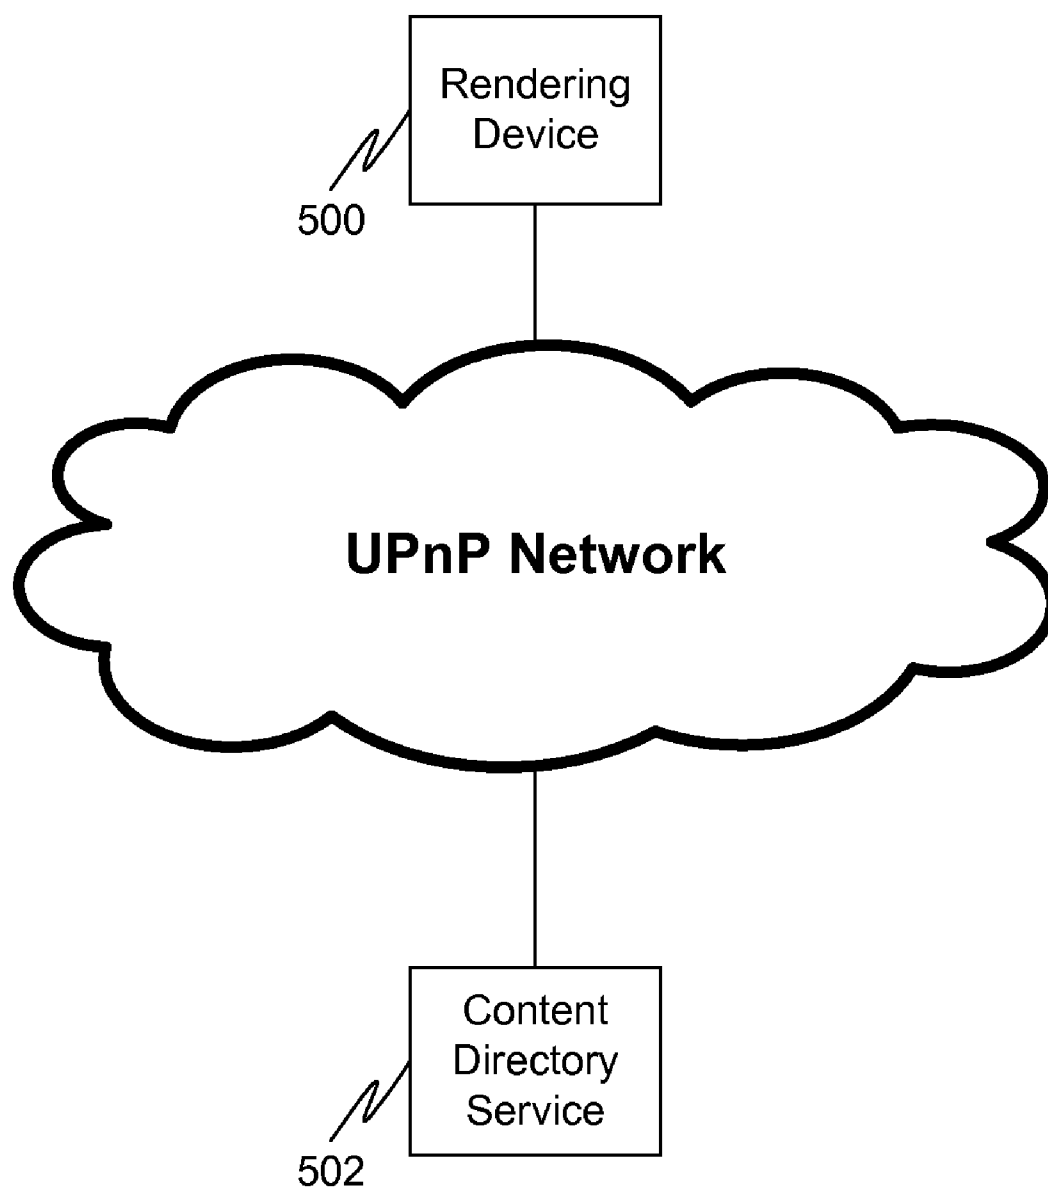 Rendering
Device
500
UPnP Network
Content
Directory
Service
502